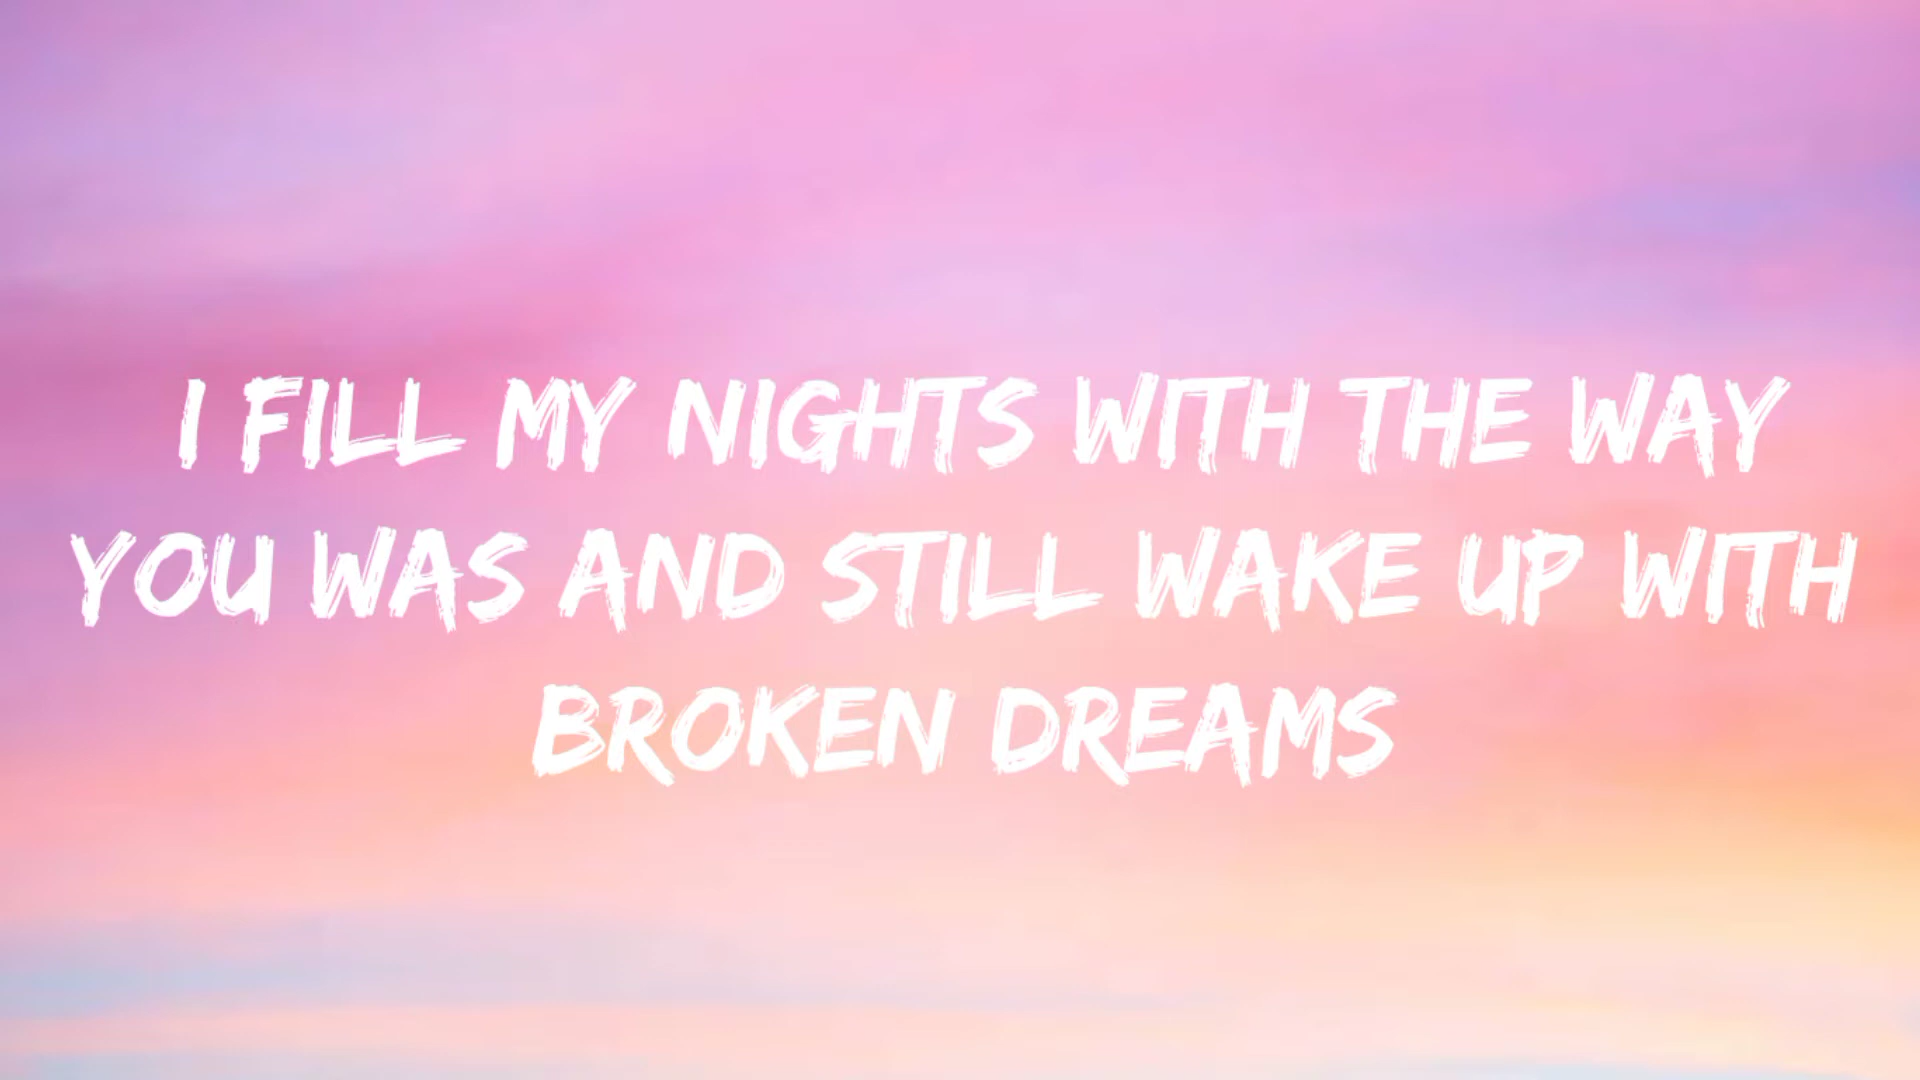 I FILL MY NIGHTS WITH THE WAY
YOU WAS AND STILL WAKE UP WITH
BROKEN DREAMS